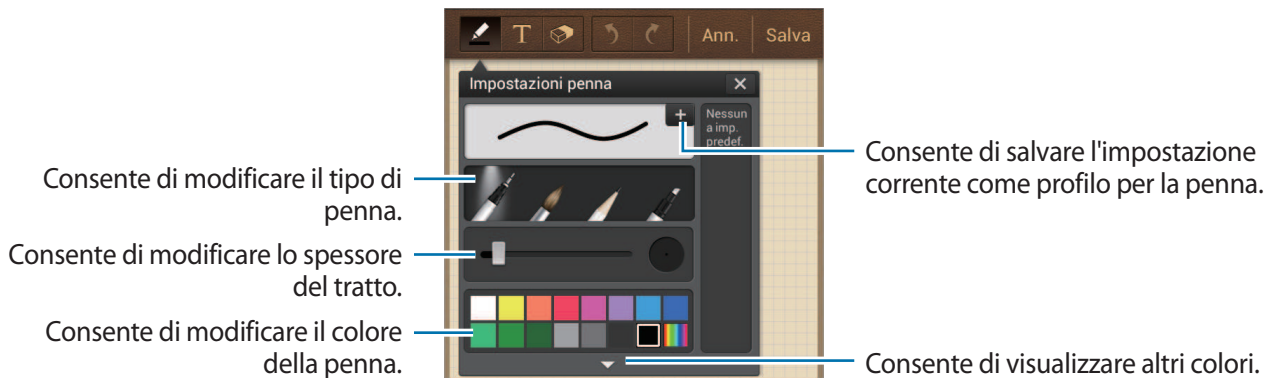 T Ann. Salva
Impostazioni penna
Nessun
a imp.
predef.
Consente di salvare l'impostazione
corrente come profilo per la penna.
Consente di modificare il tipo di
penna.
Consente di modificare lo spessore
del tratto.
Consente di modificare il colore
della penna.
Consente di visualizzare altri colori.